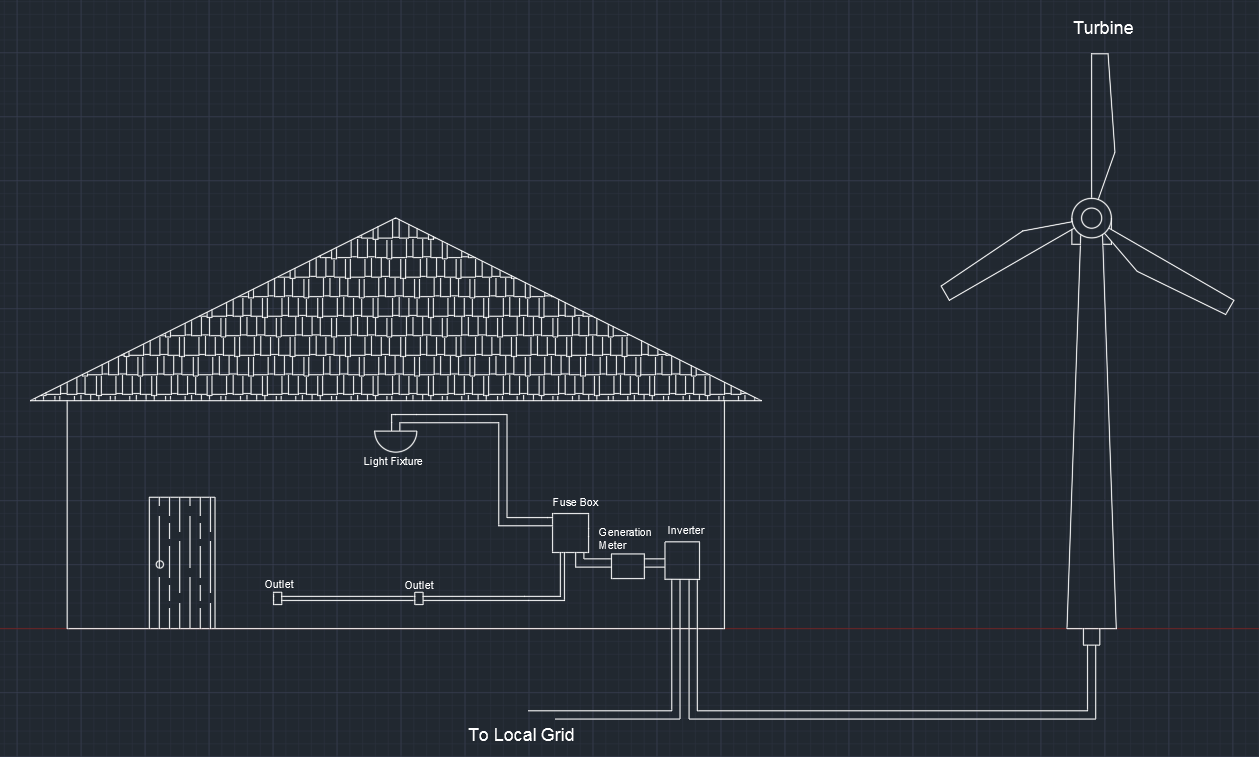 Turbine
Light Fixture
Fuse Box
Generation
Meter
Inverter
Outlet
Outlet
To Local Grid